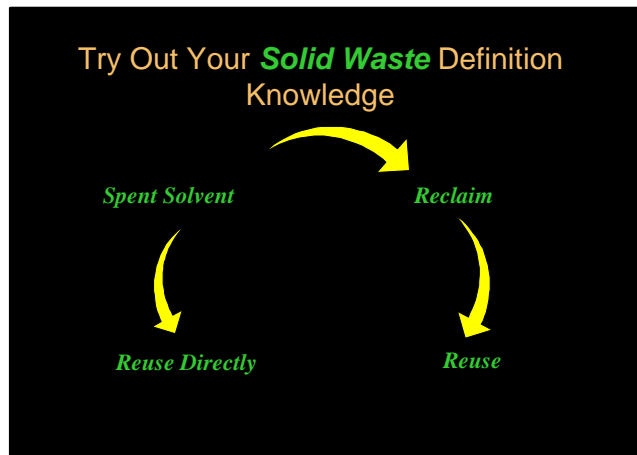 Try Out Your Solid Waste Definition
Knowledge
Spent Solvent
Reclaim
Reuse Directly
Reuse